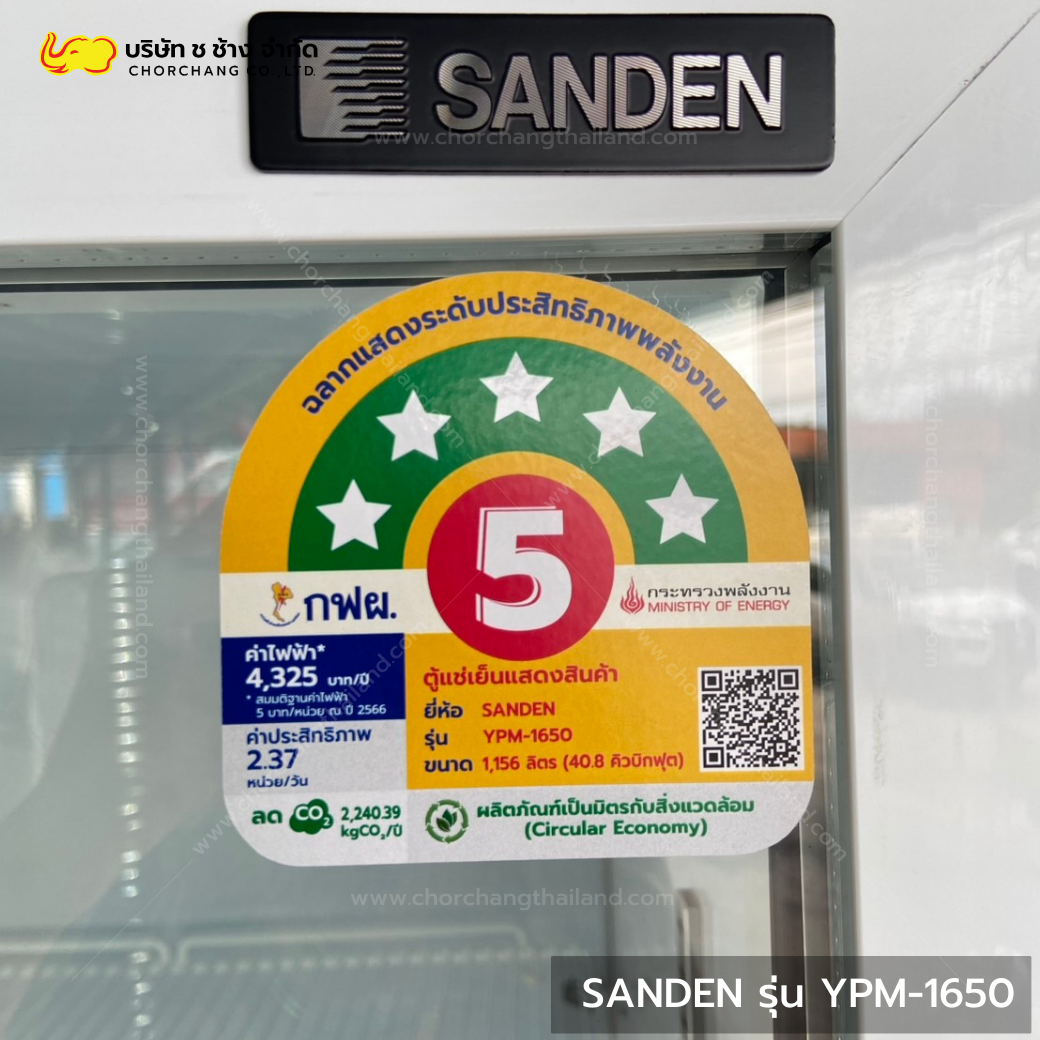 บริษัท ช ช้าง จำกัด
CHORCHANG CO.,LTD.
SANDEN
www.chorchangthailand.com
ฉลากแสดงระดับประสิทธิภาพพลังงาน
5
กฟผ.
กระทรวงพลังงาน
MINISTRY OF ENERGY
ค่าไฟฟ้า*
4,325 บาท/ปี
* สมมติฐานค่าไฟฟ้า
5 บาท/หน่วย ณ ปี 2566
ค่าประสิทธิภาพ
2.37
หน่วย/วัน
ตู้แช่เย็นแสดงสินค้า
ยี่ห้อ SANDEN
รุ่น YPM-1650
ขนาด 1,156 ลิตร (40.8 คิวบิกฟุต)
ลด CO₂ 2,240.39
kgCO₂/ปี
ผลิตภัณฑ์เป็นมิตรกับสิ่งแวดล้อม
(Circular Economy)
www.chorchangthailand.com
SANDEN รุ่น YPM-1650